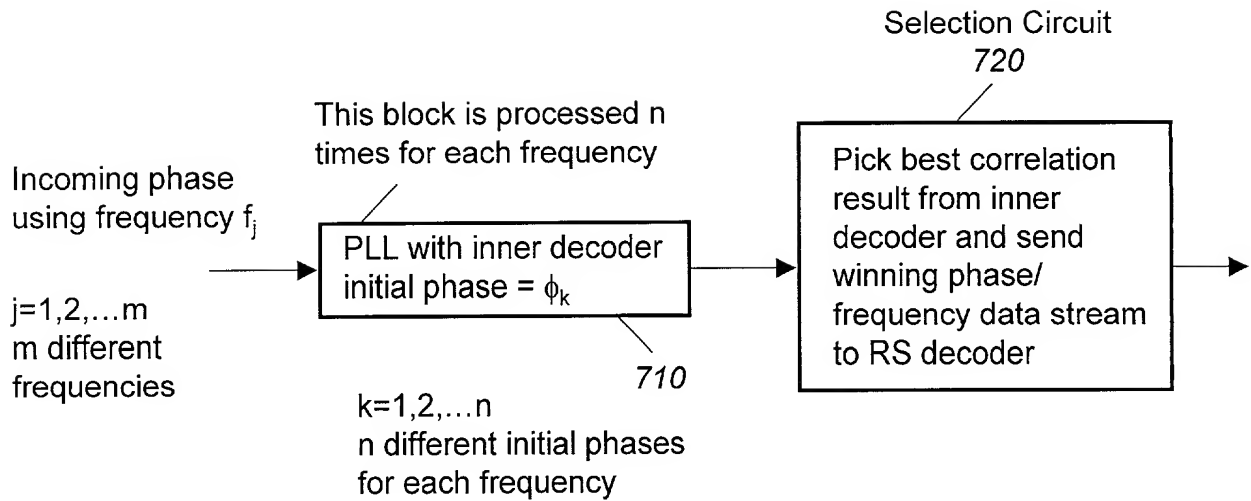 Selection Circuit
720
This block is processed n
times for each frequency
Incoming phase
using frequency fj
PLL with inner decoder
initial phase = ϕk
Pick best correlation
result from inner
decoder and send
winning phase/
frequency data stream
to RS decoder
j=1,2,...m
m different
frequencies
710
k=1,2,...n
n different initial phases
for each frequency